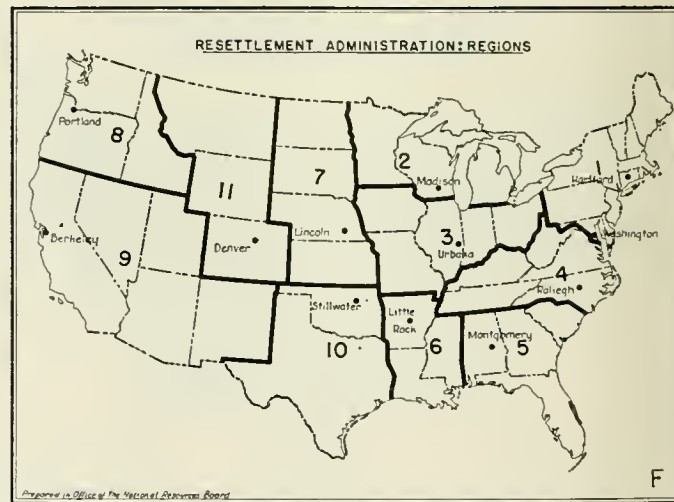 RESETTLEMENT ADMINISTRATION: REGIONS
Portland
8
11
7
2
Madison
1
Hartford
Berkeley
9
Denver
Lincoln
3
Urbana
Washington
4
Raliegh
Stillwater
10
Little
Rock
6
Montgomery
5
Prepared in Office of The National Resources Board
F